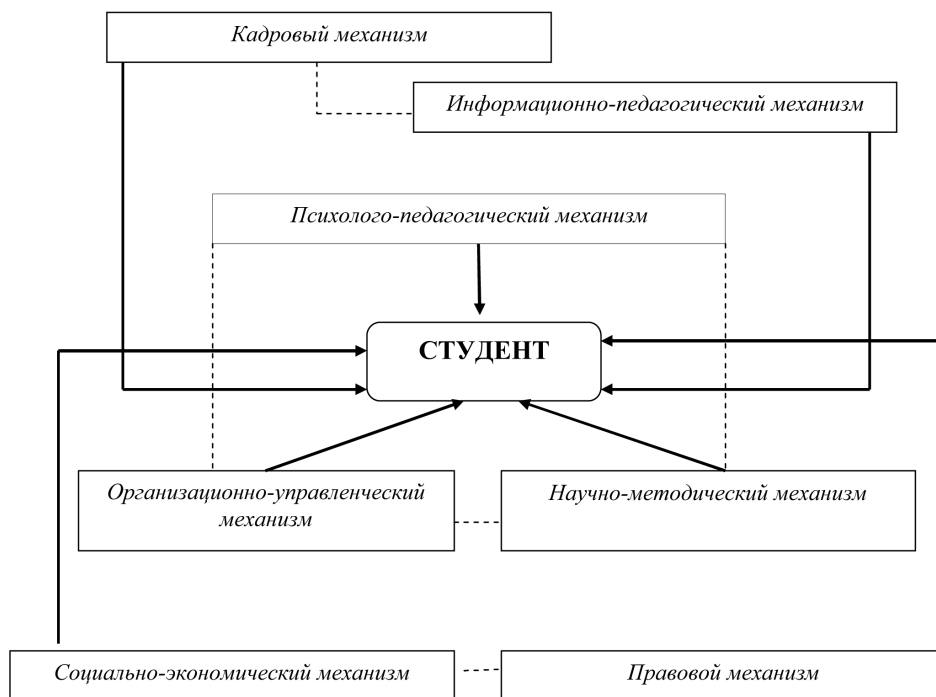 Кадровый механизм
Информационно-педагогический механизм
Психолого-педагогический механизм
СТУДЕНТ
Организационно-управленческий
механизм
Научно-методический механизм
Социально-экономический механизм
Правовой механизм